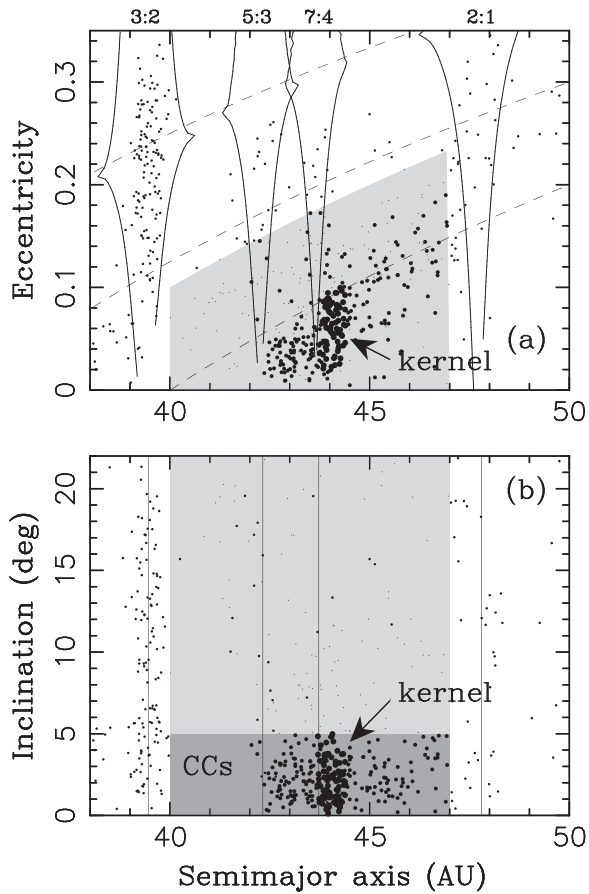 3:2 5:3 7:4 2:1
0.3
0.2
0.1
0
Eccentricity
(a)
kernel
40 45 50
20
15
10
5
0
Inclination (deg)
(b)
kernel
CCs
40 45 50
Semimajor axis (AU)